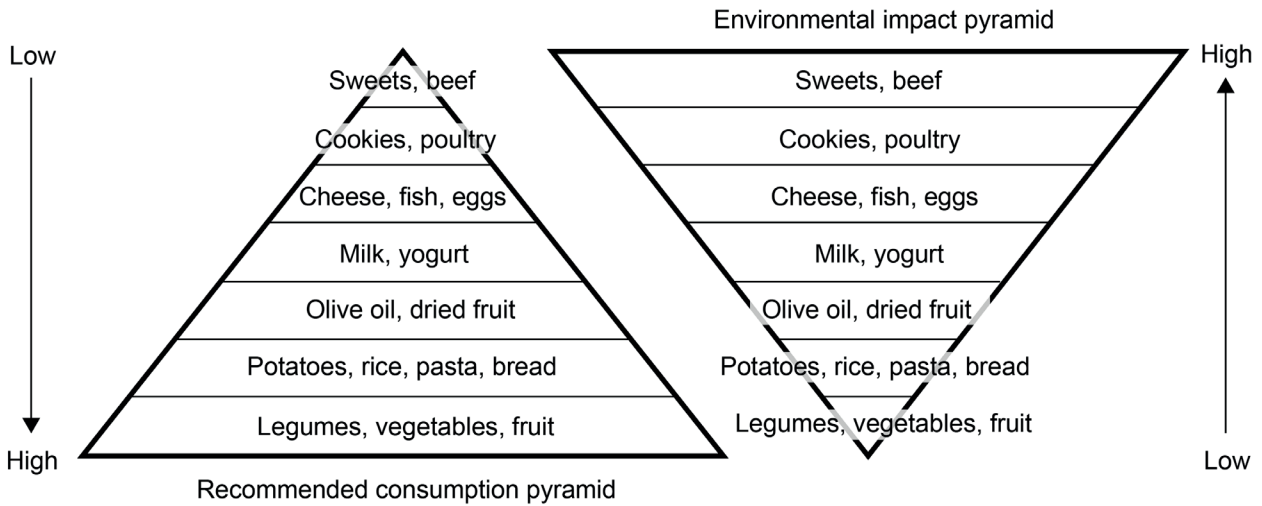 Environmental impact pyramid
Low
High
Sweets, beef
Cookies, poultry
Cheese, fish, eggs
Milk, yogurt
Olive oil, dried fruit
Potatoes, rice, pasta, bread
Legumes, vegetables, fruit
High
Recommended consumption pyramid
Sweets, beef
Cookies, poultry
Cheese, fish, eggs
Milk, yogurt
Olive oil, dried fruit
Potatoes, rice, pasta, bread
Legumes, vegetables, fruit
Low